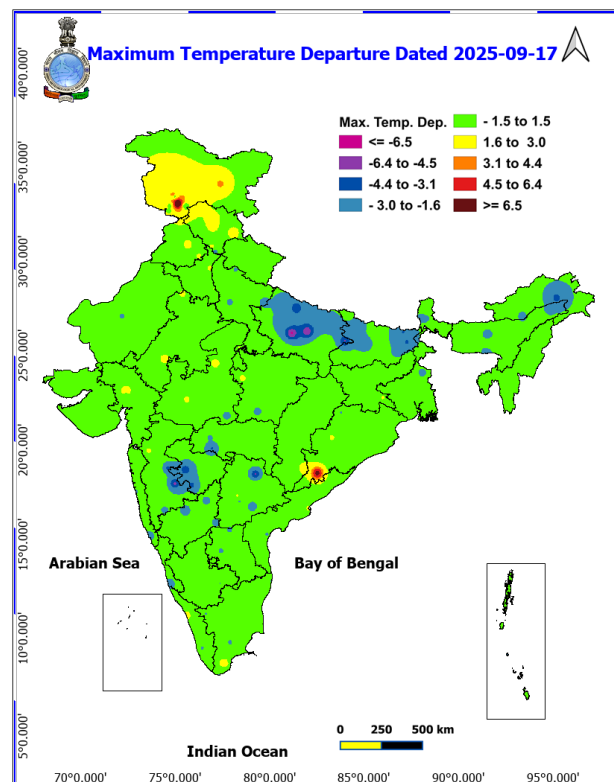 Maximum Temperature Departure Dated 2025-09-17
Max. Temp. Dep.
<= -6.5
-6.4 to -4.5
-4.4 to -3.1
- 3.0 to -1.6
- 1.5 to 1.5
1.6 to 3.0
3.1 to 4.4
4.5 to 6.4
>= 6.5
40°0.000'
35°0.000'
30°0.000'
25°0.000'
20°0.000'
15°0.000'
10°0.000'
5°0.000'
Arabian Sea
Bay of Bengal
Indian Ocean
0 250 500 km
70°0.000' 75°0.000' 80°0.000' 85°0.000' 90°0.000' 95°0.000'